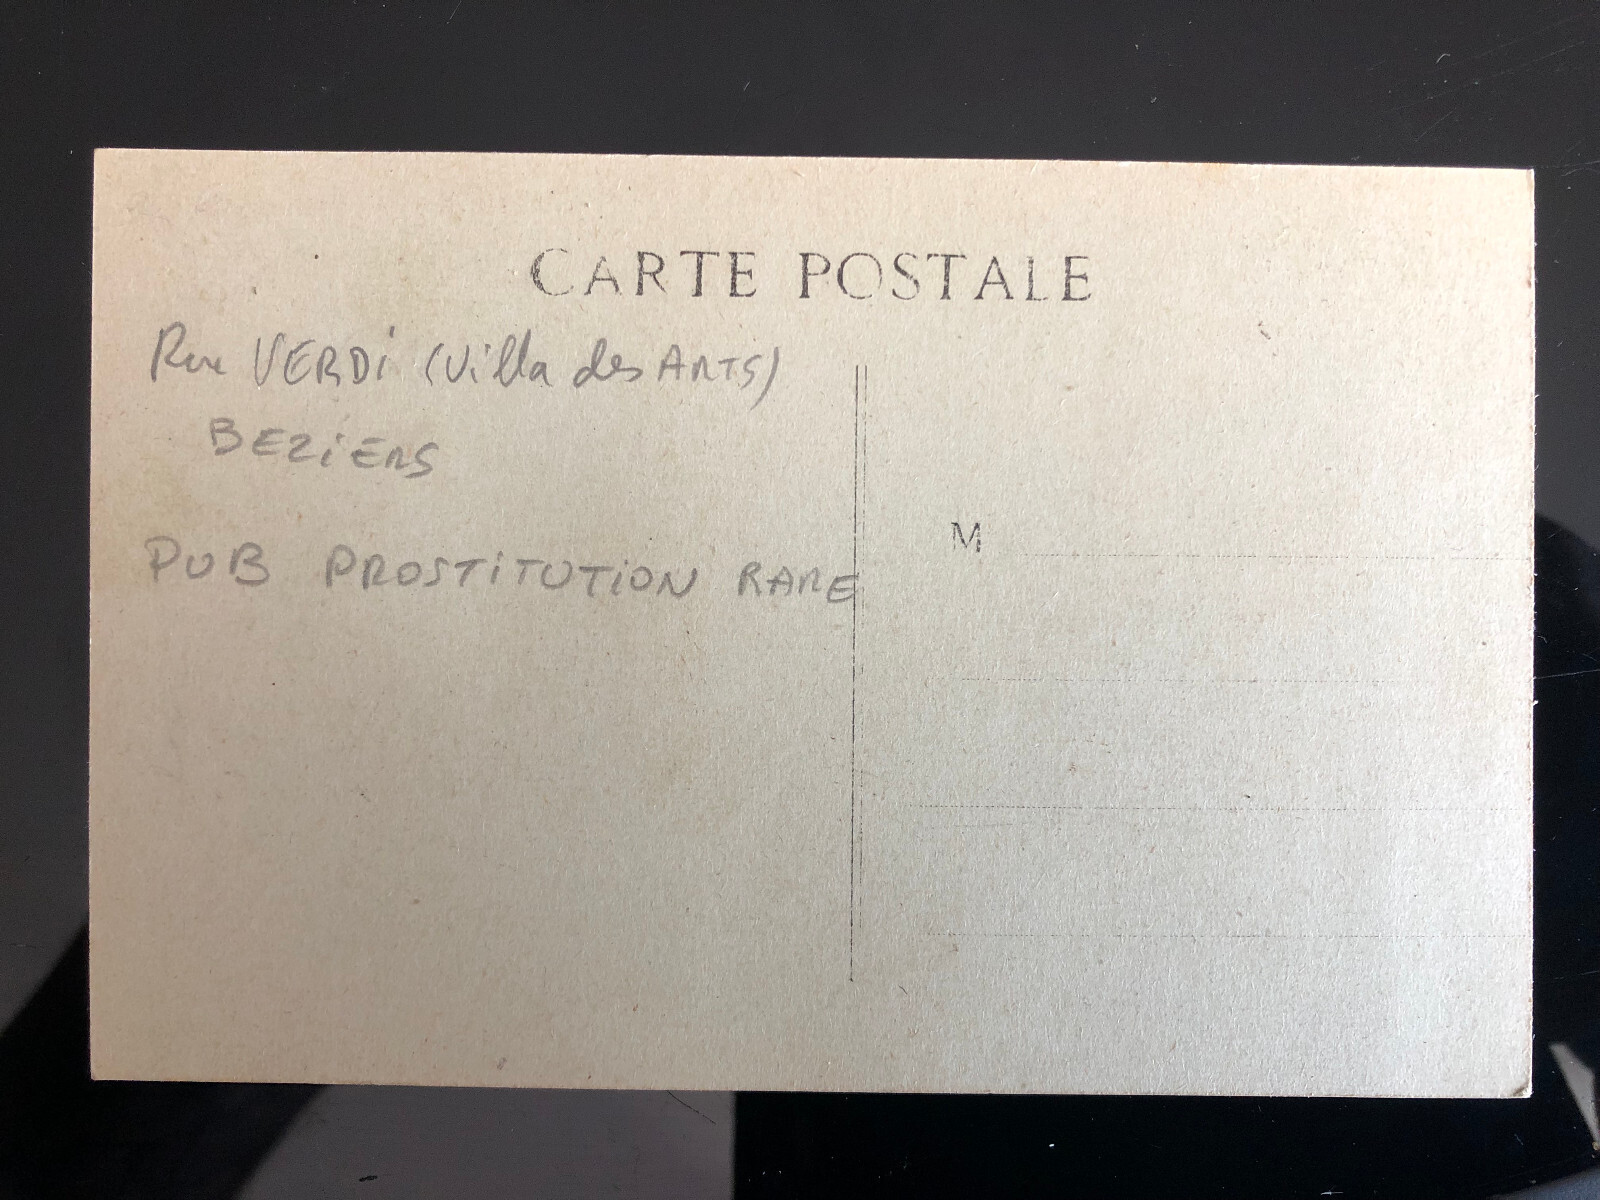 CARTE POSTALE
Rue VERDi (Villa des ARTS)
BEZiERS
PUB PROSTiTUTiON RARE
M